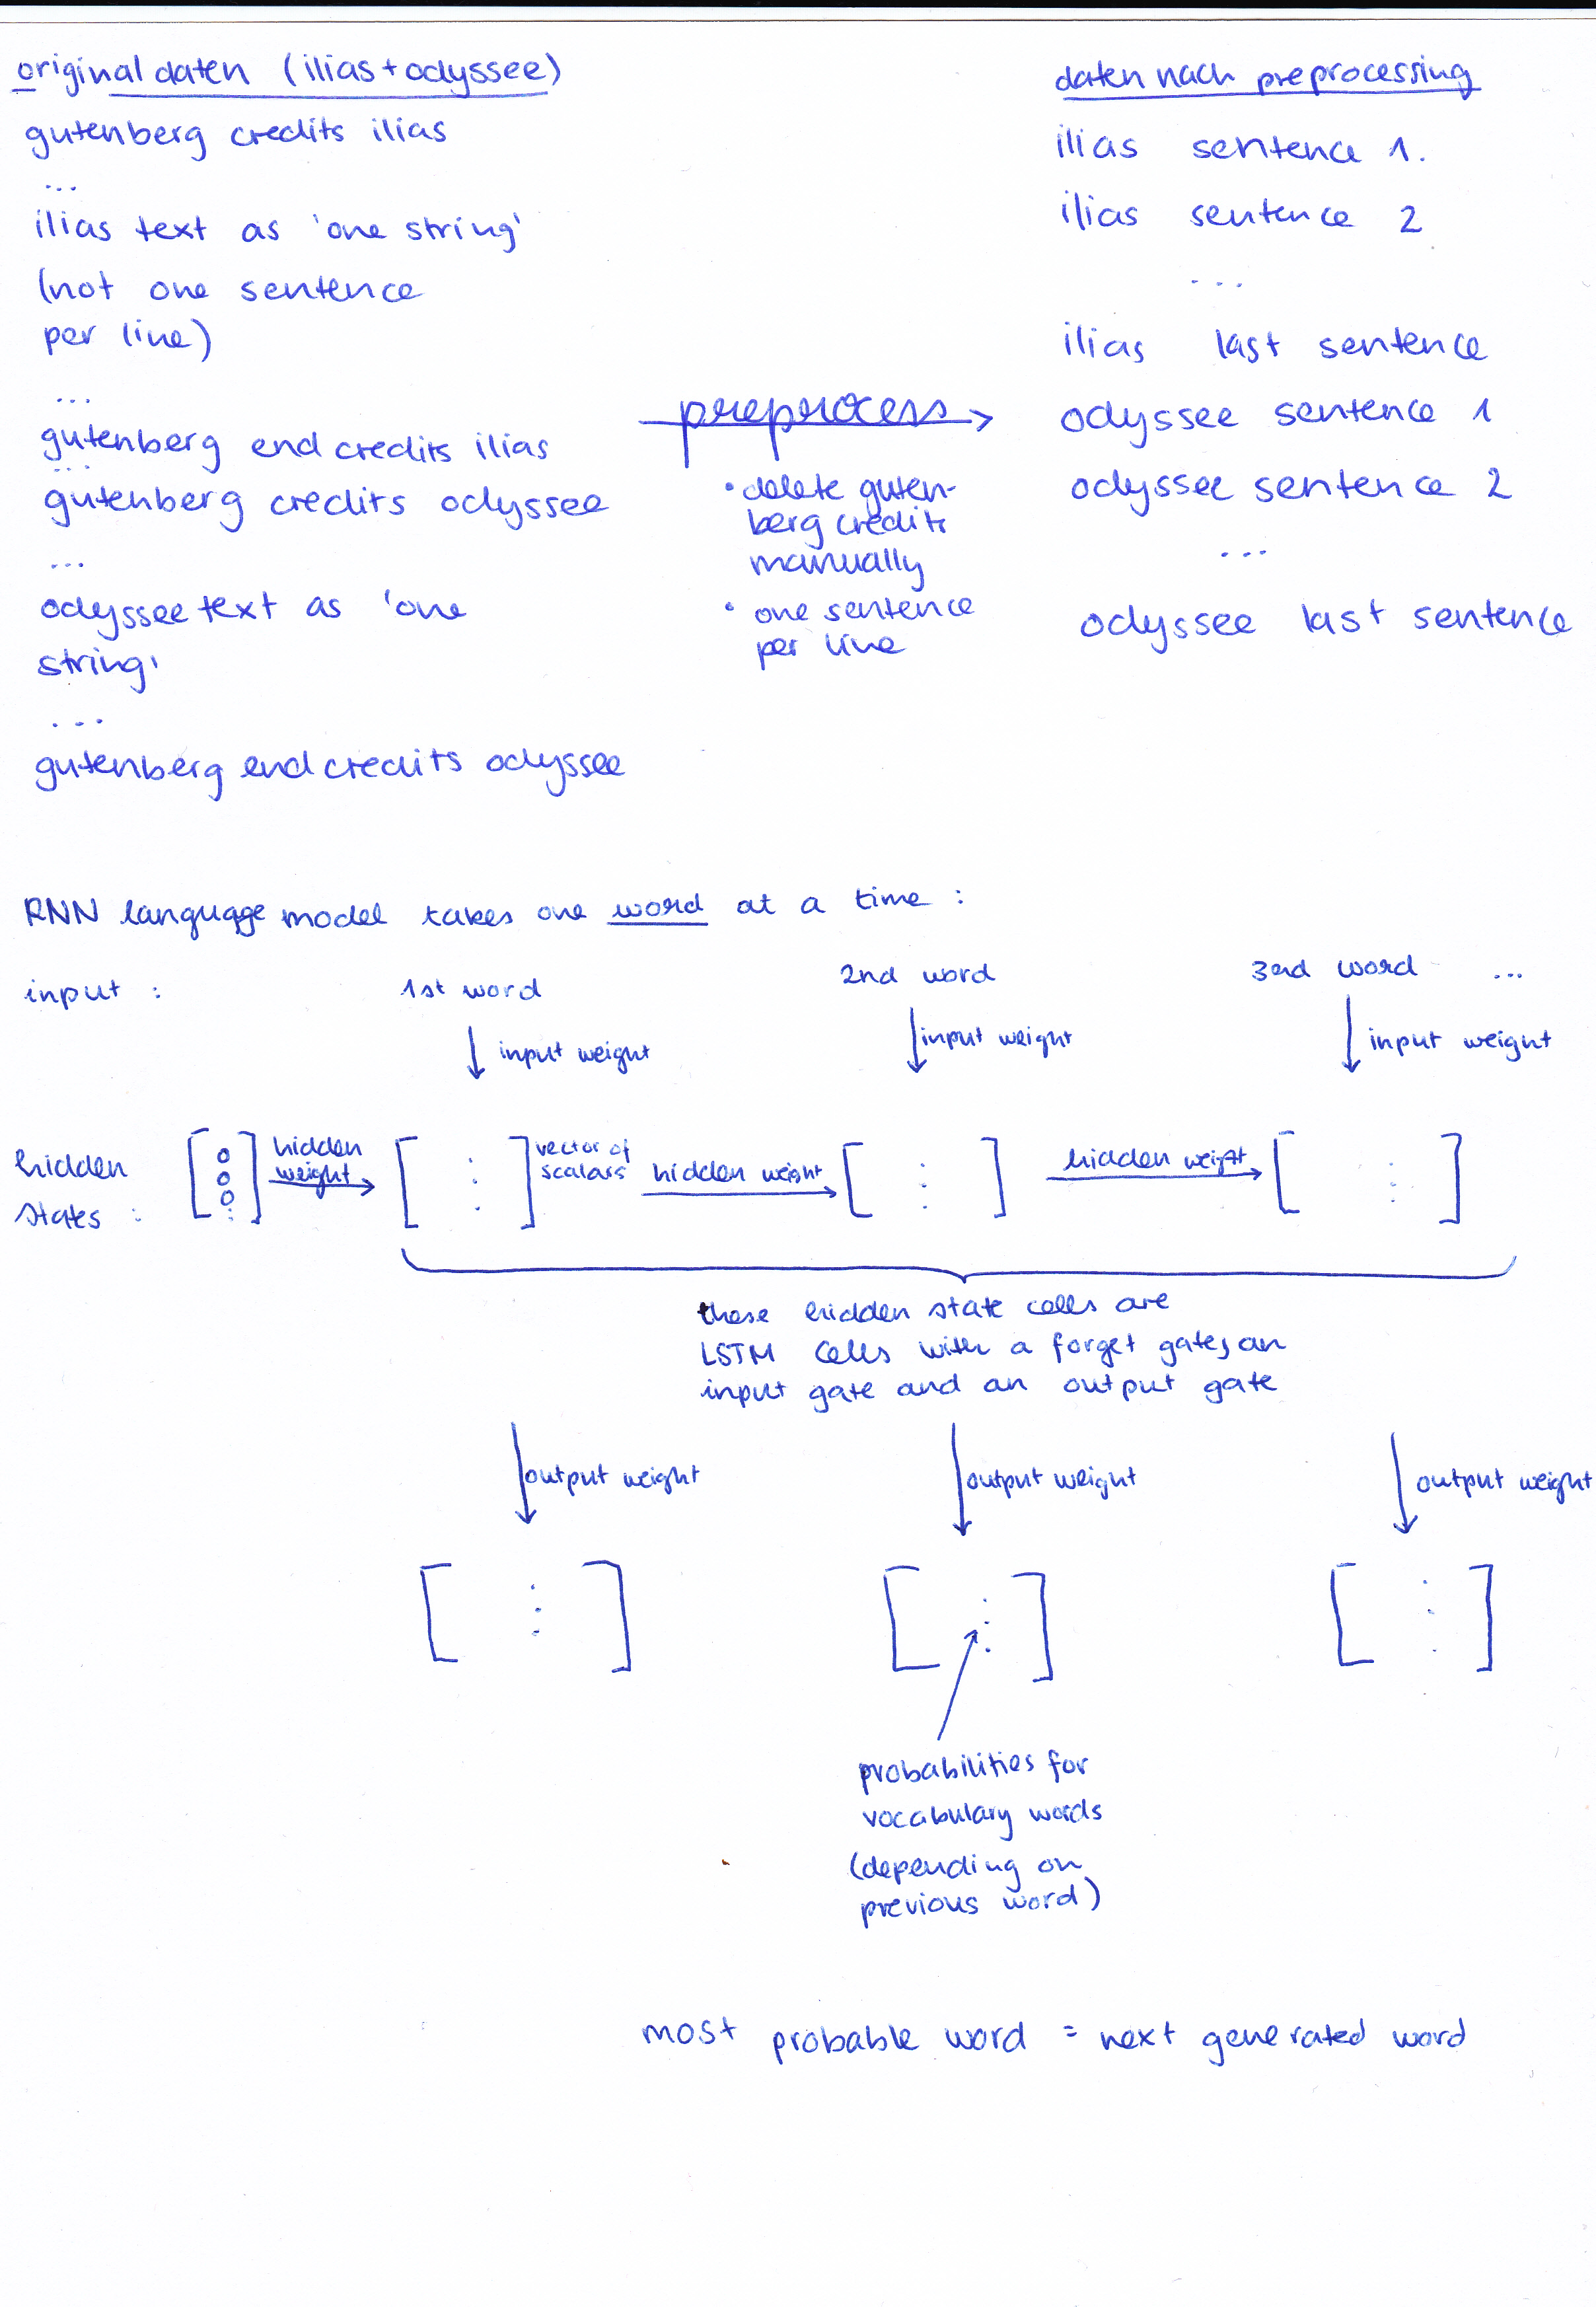 original daten (ilias + odyssee)
gutenberg credits ilias
...
ilias text as 'one string'
(not one sentence
per line)
...
gutenberg end credits ilias
...
gutenberg credits odyssee
...
odyssee text as 'one
string'
...
gutenberg end credits odyssee
preprocess
• delete guten-
berg credits
manually
• one sentence
per line
daten nach preprocessing
ilias sentence 1.
ilias sentence 2
...
ilias last sentence
odyssee sentence 1
odyssee sentence 2
...
odyssee last sentence
RNN language model takes one word at a time :
input : 1st word 2nd word 3rd word ...
input weight input weight input weight
hidden
states :
[ 0 0 0 ... ]
hidden
weight
vector of
scalars
hidden weight
hidden weight
these hidden state cells are
LSTM cells with a forget gate, an
input gate and an output gate
output weight output weight output weight
probabilities for
vocabulary words
(depending on
previous word)
most probable word = next generated word